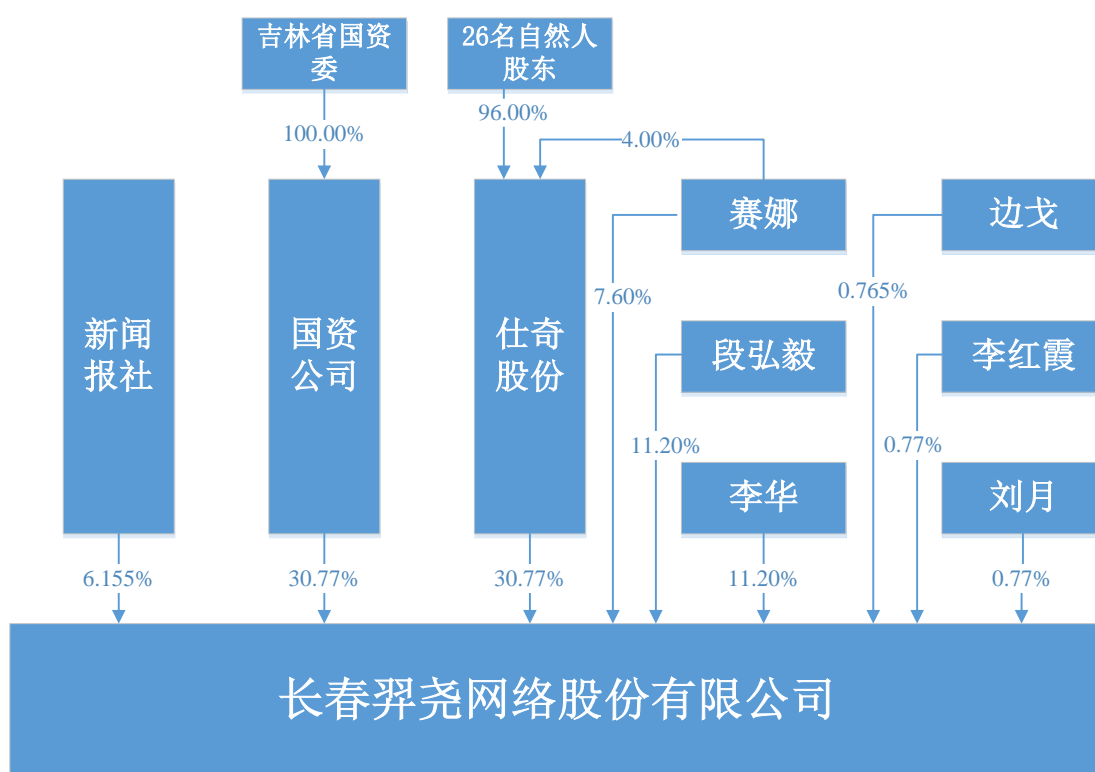 吉林省国资
委
26名自然人
股东
100.00%
96.00%
4.00%
新闻
报社
国资
公司
仕奇
股份
赛娜
边戈
7.60%
0.765%
段弘毅
李红霞
11.20%
0.77%
李华
刘月
6.155%
30.77%
30.77%
11.20%
0.77%
长春羿尧网络股份有限公司